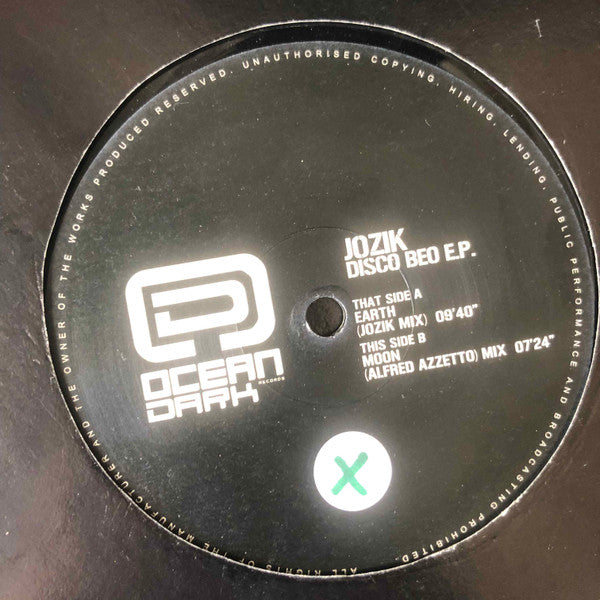 ALL RIGHTS OF THE MANUFACTURER AND THE OWNER OF THE WORKS PRODUCED RESERVED. UNAUTHORISED COPYING, HIRING, LENDING, PUBLIC PERFORMANCE AND BROADCASTING PROHIBITED.
JOZIK
DISCO BEO E.P.
THAT SIDE A
EARTH
(JOZIK MIX) 09'40"
THIS SIDE B
MOON
(ALFRED AZZETTO) MIX 07'24"
OCEAN
RECORDS
DARK
X